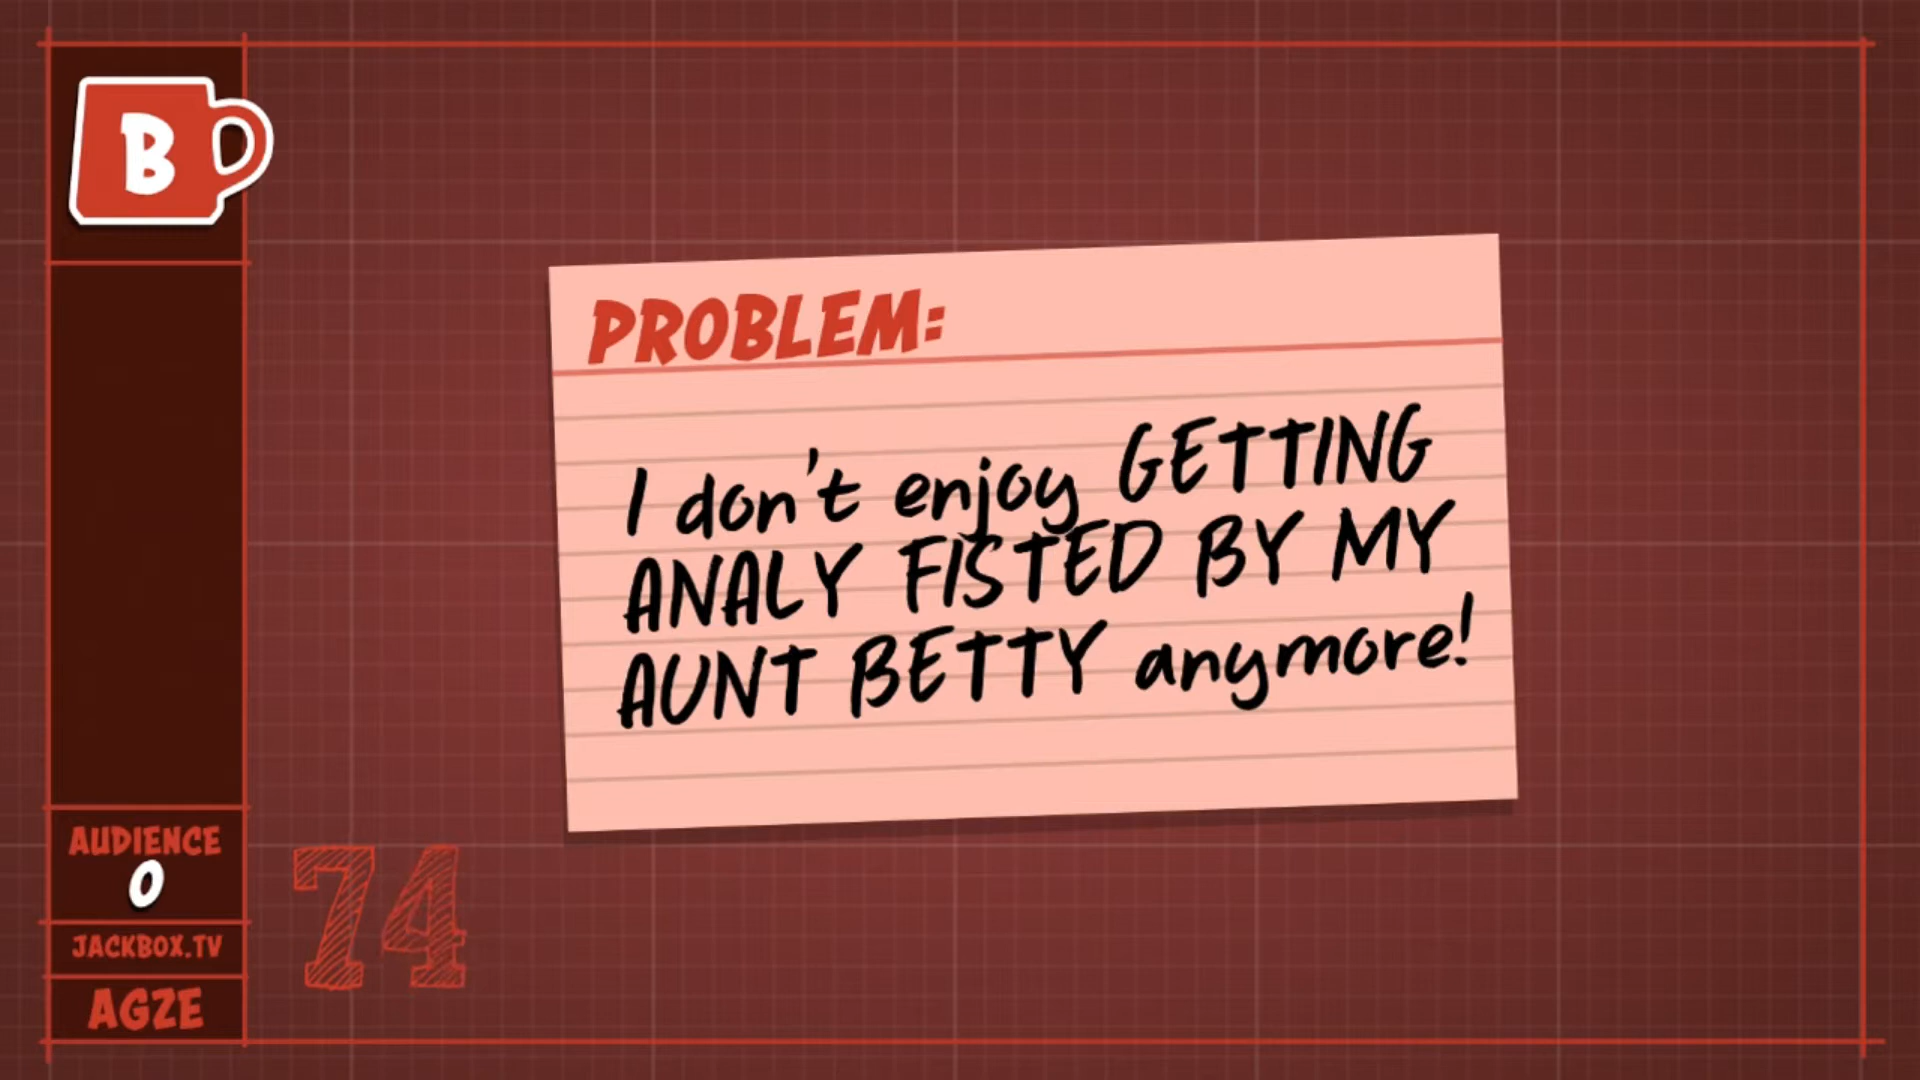 B
PROBLEM:
I don't enjoy GETTING
ANALY FISTED BY MY
AUNT BETTY anymore!
AUDIENCE
0
74
JACKBOX.TV
AGZE